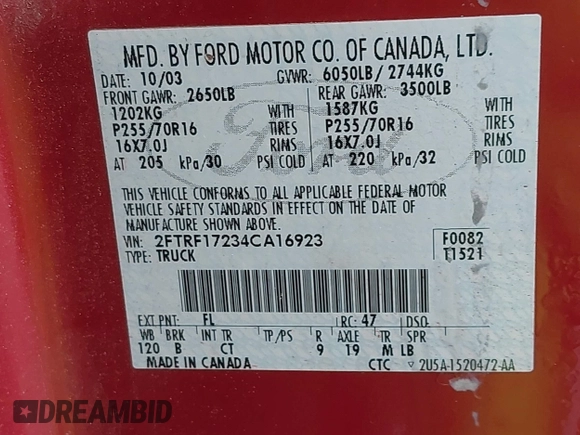 MFD. BY FORD MOTOR CO. OF CANADA, LTD.
DATE: 10/03 GVWR: 6050LB/ 2744KG
FRONT GAWR: 2650LB REAR GAWR: 3500LB
1202KG WITH 1587KG WITH
P255/70R16 TIRES P255/70R16 TIRES
16X7.0J RIMS 16X7.0J RIMS
AT 205 kPa/30 PSI COLD AT 220 kPa/32 PSI COLD
THIS VEHICLE CONFORMS TO ALL APPLICABLE FEDERAL MOTOR
VEHICLE SAFETY STANDARDS IN EFFECT ON THE DATE OF
MANUFACTURE SHOWN ABOVE.
VIN: 2FTRF17234CA16923 F0082
TYPE: TRUCK T1521
EXT PNT: FL RC: 47 DSO:
WB BRK INT TR TP/PS R AXLE TR SPR
120 B CT 9 19 M LB
MADE IN CANADA CTC 2U5A-1520472-AA
Ford
DREAMBID